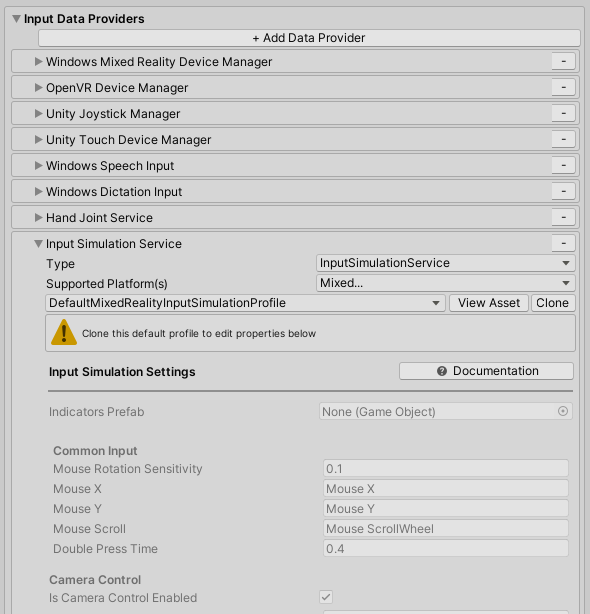 Input Data Providers
+ Add Data Provider
Windows Mixed Reality Device Manager -
OpenVR Device Manager -
Unity Joystick Manager -
Unity Touch Device Manager -
Windows Speech Input -
Windows Dictation Input -
Hand Joint Service -
Input Simulation Service -
Type InputSimulationService
Supported Platform(s) Mixed...
DefaultMixedRealityInputSimulationProfile View Asset Clone
Clone this default profile to edit properties below
Input Simulation Settings Documentation
Indicators Prefab None (Game Object)
Common Input
Mouse Rotation Sensitivity 0.1
Mouse X Mouse X
Mouse Y Mouse Y
Mouse Scroll Mouse ScrollWheel
Double Press Time 0.4
Camera Control
Is Camera Control Enabled